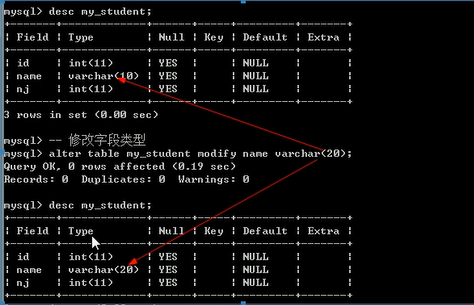 mysql> desc my_student;
+-------+-------------+------+-----+---------+-------+
| Field | Type | Null | Key | Default | Extra |
+-------+-------------+------+-----+---------+-------+
| id | int(11) | YES | | NULL | |
| name | varchar(10) | YES | | NULL | |
| nj | int(11) | YES | | NULL | |
+-------+-------------+------+-----+---------+-------+
3 rows in set (0.00 sec)
mysql> -- 修改字段类型
mysql> alter table my_student modify name varchar(20);
Query OK, 0 rows affected (0.19 sec)
Records: 0 Duplicates: 0 Warnings: 0
mysql> desc my_student;
+-------+-------------+------+-----+---------+-------+
| Field | Type | Null | Key | Default | Extra |
+-------+-------------+------+-----+---------+-------+
| id | int(11) | YES | | NULL | |
| name | varchar(20) | YES | | NULL | |
| nj | int(11) | YES | | NULL | |
+-------+-------------+------+-----+---------+-------+